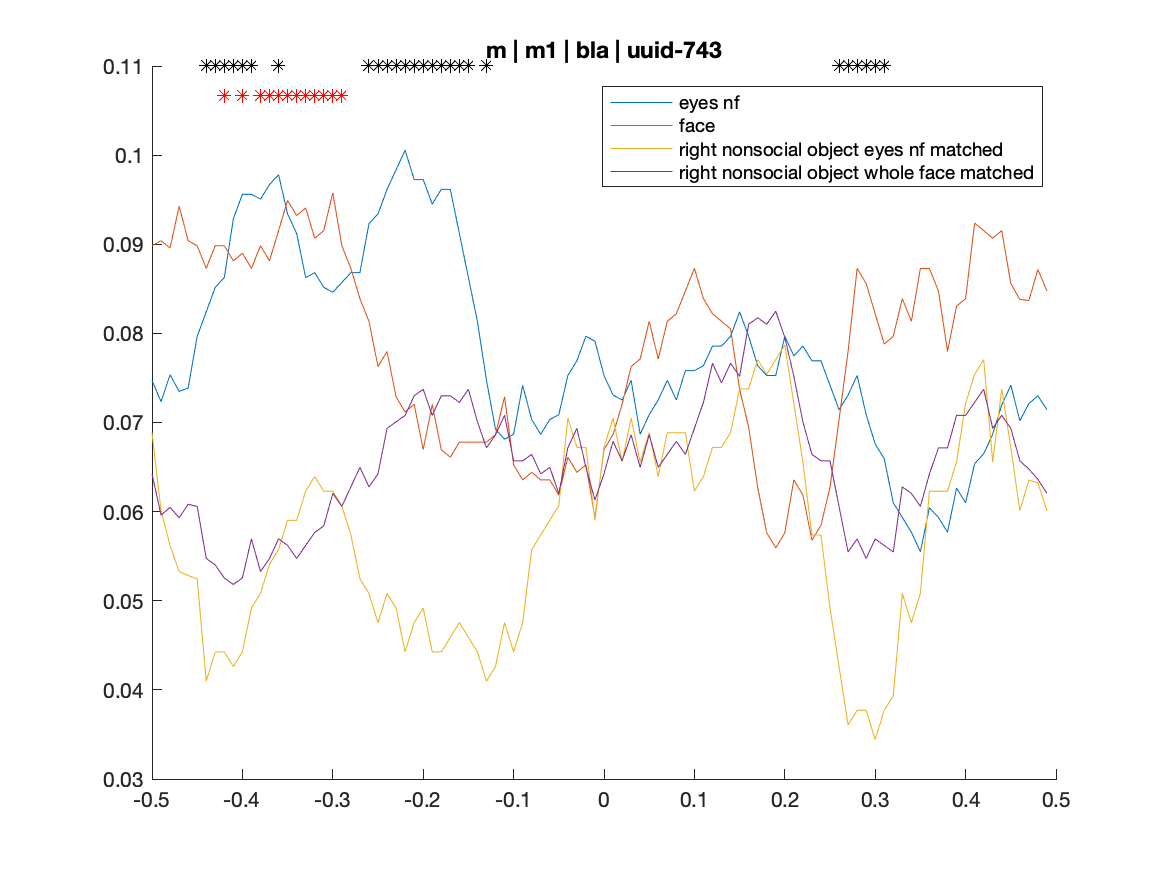 m | m1 | bla | uuid-743
0.11
0.1
0.09
0.08
0.07
0.06
0.05
0.04
0.03
eyes nf
face
right nonsocial object eyes nf matched
right nonsocial object whole face matched
-0.5 -0.4 -0.3 -0.2 -0.1 0 0.1 0.2 0.3 0.4 0.5